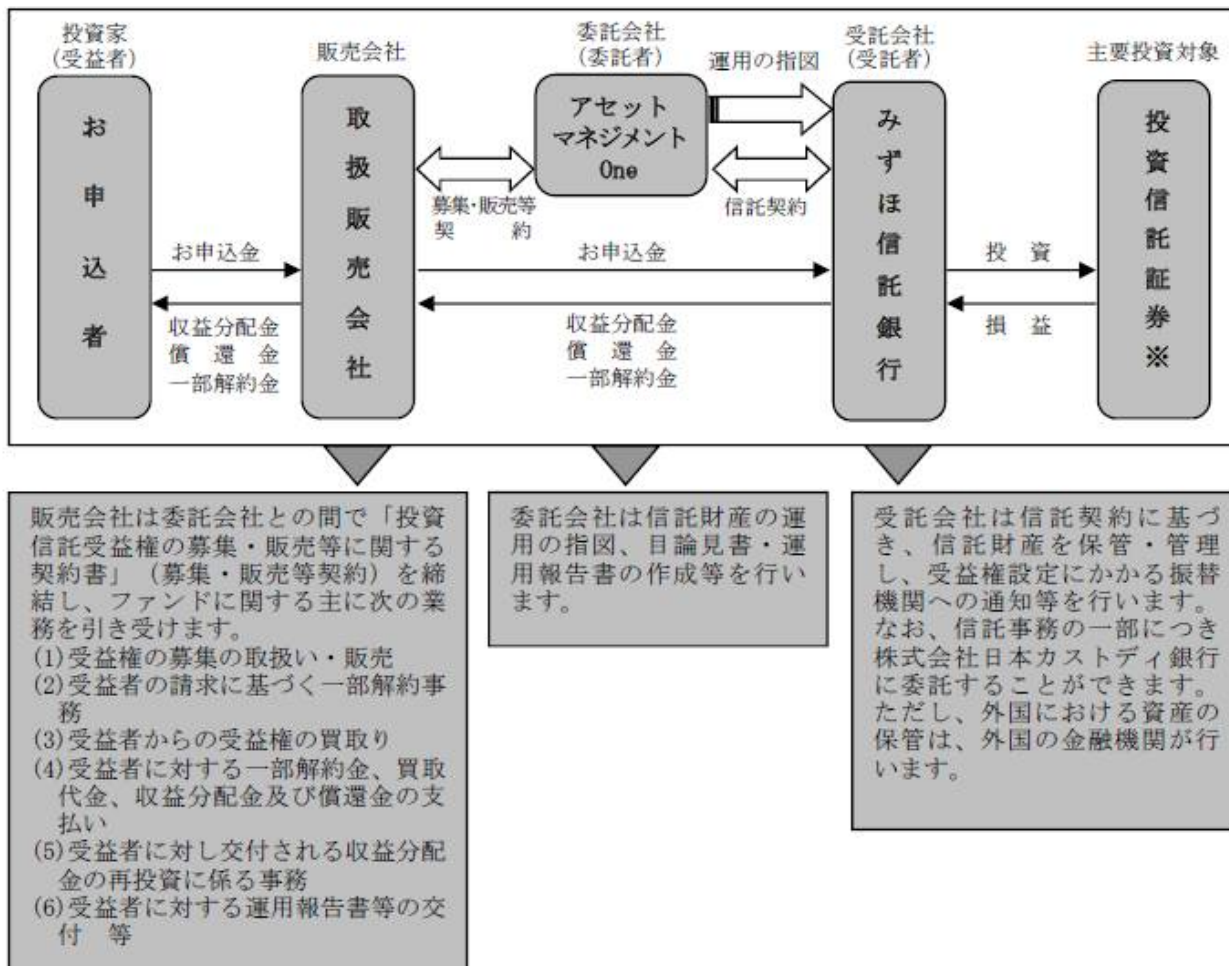 投資家
(受益者)
販売会社
委託会社
(委託者)
運用の指図
受託会社
(受託者)
主要投資対象
お申込者
取扱販売会社
アセット
マネジメント
One
みずほ信託銀行
投資信託証券※
募集・販売等
契　約
信託契約
お申込金
お申込金
投　資
収益分配金
償　還　金
一部解約金
収益分配金
償　還　金
一部解約金
損　益
販売会社は委託会社との間で「投資
信託受益権の募集・販売等に関する
契約書」（募集・販売等契約）を締
結し、ファンドに関する主に次の業
務を引き受けます。
(1)受益権の募集の取扱い・販売
(2)受益者の請求に基づく一部解約事
務
(3)受益者からの受益権の買取り
(4)受益者に対する一部解約金、買取
代金、収益分配金及び償還金の支
払い
(5)受益者に対し交付される収益分配
金の再投資に係る事務
(6)受益者に対する運用報告書等の交
付　等
委託会社は信託財産の運
用の指図、目論見書・運
用報告書の作成等を行い
ます。
受託会社は信託契約に基づ
き、信託財産を保管・管理
し、受益権設定にかかる振替
機関への通知等を行います。
なお、信託事務の一部につき
株式会社日本カストディ銀行
に委託することができます。
ただし、外国における資産の
保管は、外国の金融機関が行
います。